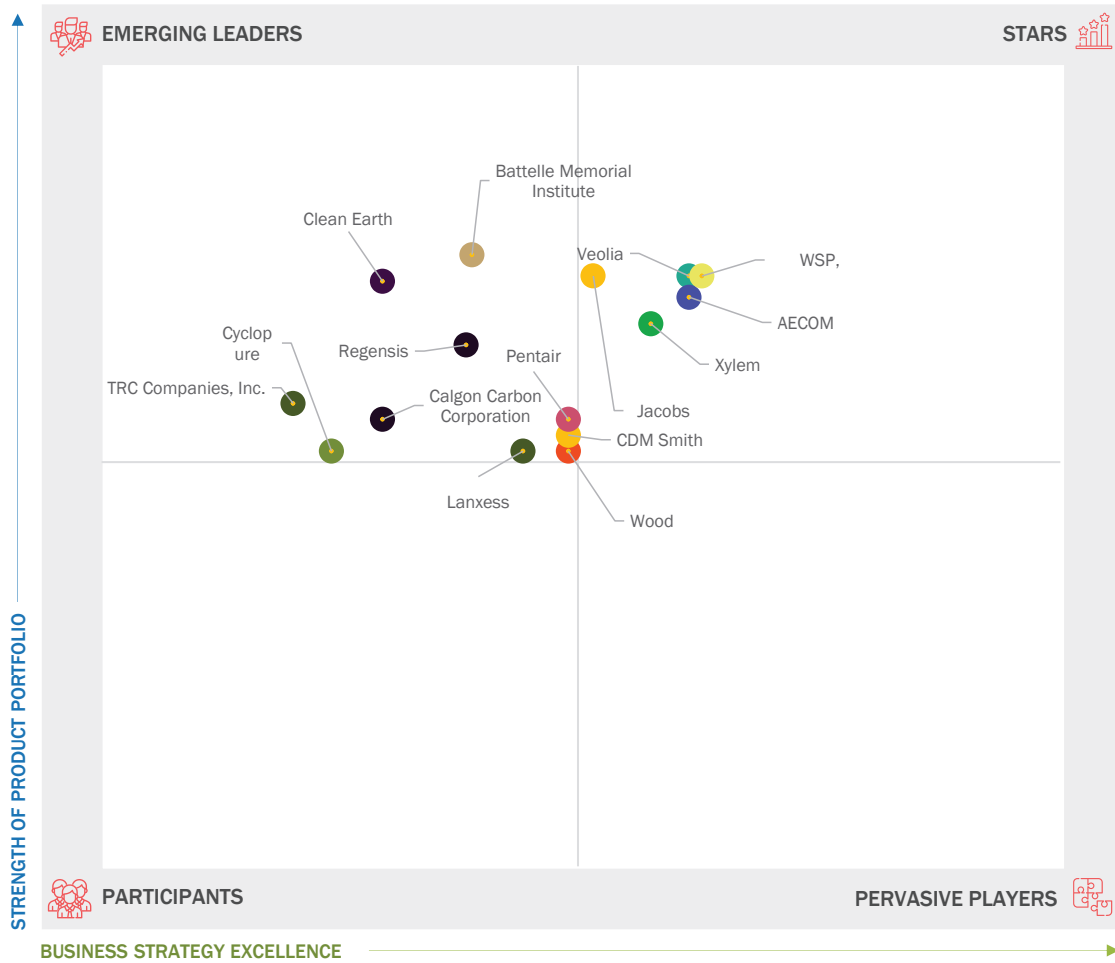 EMERGING LEADERS
STARS
Battelle Memorial
Institute
Clean Earth
Veolia
WSP,
AECOM
Cyclop
ure
Regensis
Pentair
Xylem
TRC Companies, Inc.
Calgon Carbon
Corporation
Jacobs
CDM Smith
Lanxess
Wood
STRENGTH OF PRODUCT PORTFOLIO
PARTICIPANTS
PERVASIVE PLAYERS
BUSINESS STRATEGY EXCELLENCE